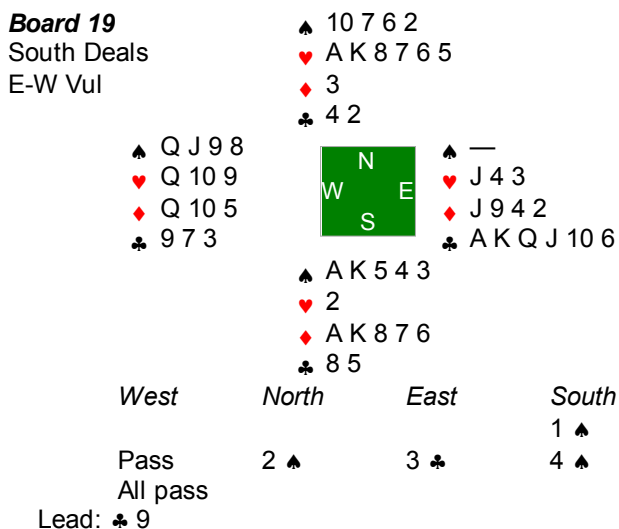 Board 19
South Deals
E-W Vul
♠ 10 7 6 2
♥ A K 8 7 6 5
♦ 3
♣ 4 2
♠ Q J 9 8
♥ Q 10 9
♦ Q 10 5
♣ 9 7 3
N
W E
S
♠ —
♥ J 4 3
♦ J 9 4 2
♣ A K Q J 10 6
♠ A K 5 4 3
♥ 2
♦ A K 8 7 6
♣ 8 5
West North East South
1 ♠
Pass 2 ♠ 3 ♣ 4 ♠
All pass
Lead: ♣ 9